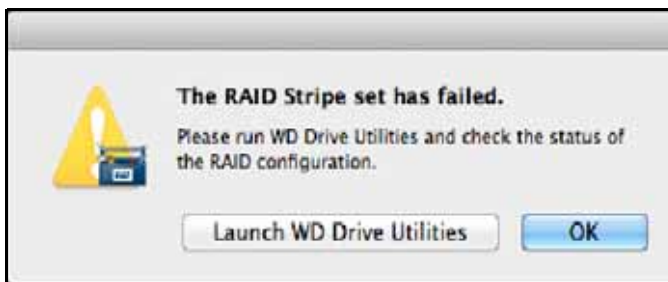 The RAID Stripe set has failed.
Please run WD Drive Utilities and check the status of
the RAID configuration.
Launch WD Drive Utilities OK